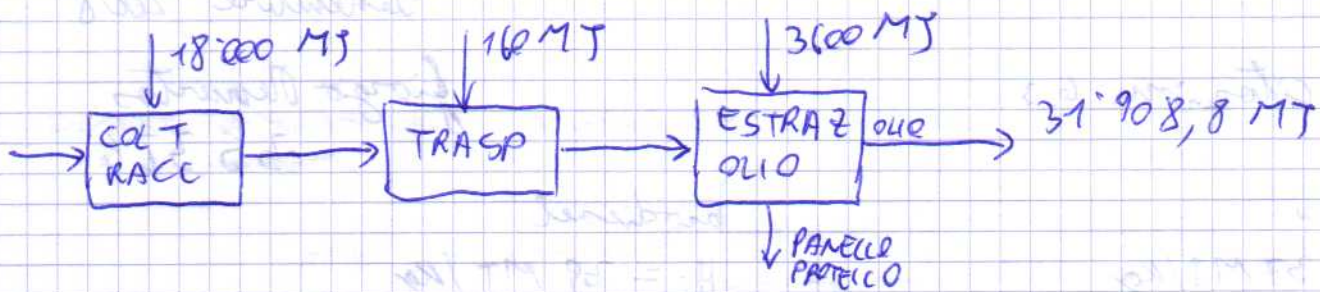 18'000 MJ
160 MJ
3600 MJ
COLT
RACC
TRASP
ESTRAZ
OLIO
OLIO
31'908,8 MJ
PANELLO
PROTEICO